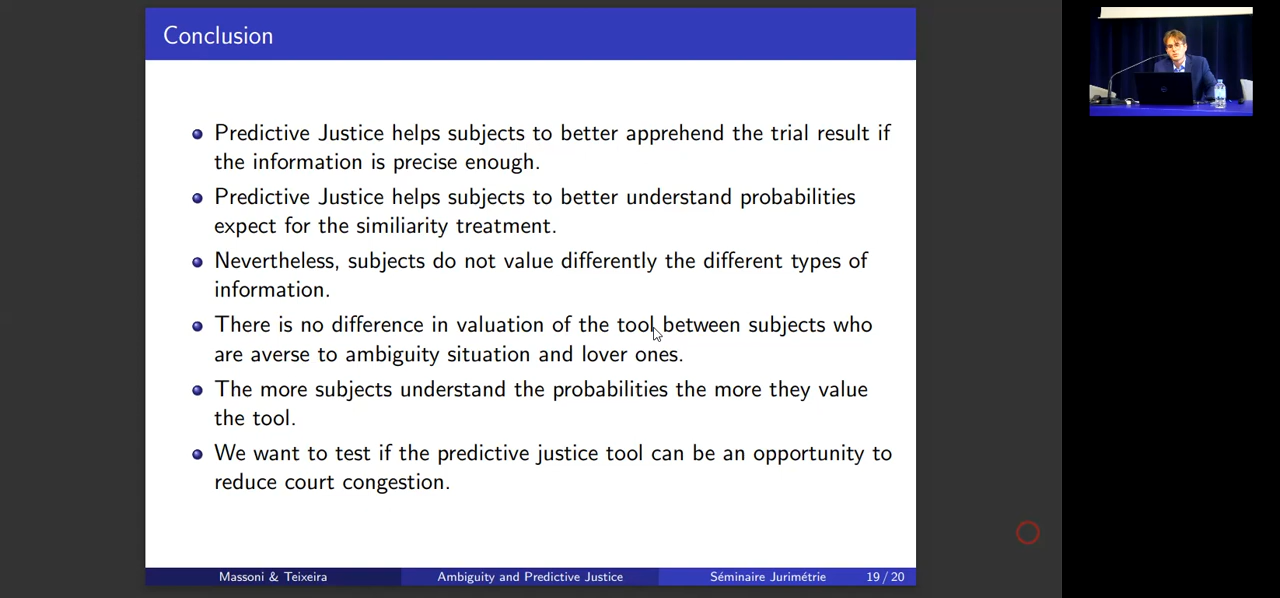 Conclusion
Predictive Justice helps subjects to better apprehend the trial result if
the information is precise enough.
Predictive Justice helps subjects to better understand probabilities
expect for the similiarity treatment.
Nevertheless, subjects do not value differently the different types of
information.
There is no difference in valuation of the tool between subjects who
are averse to ambiguity situation and lover ones.
The more subjects understand the probabilities the more they value
the tool.
We want to test if the predictive justice tool can be an opportunity to
reduce court congestion.
Massoni & Teixeira
Ambiguity and Predictive Justice
Séminaire Jurimétrie
19 / 20